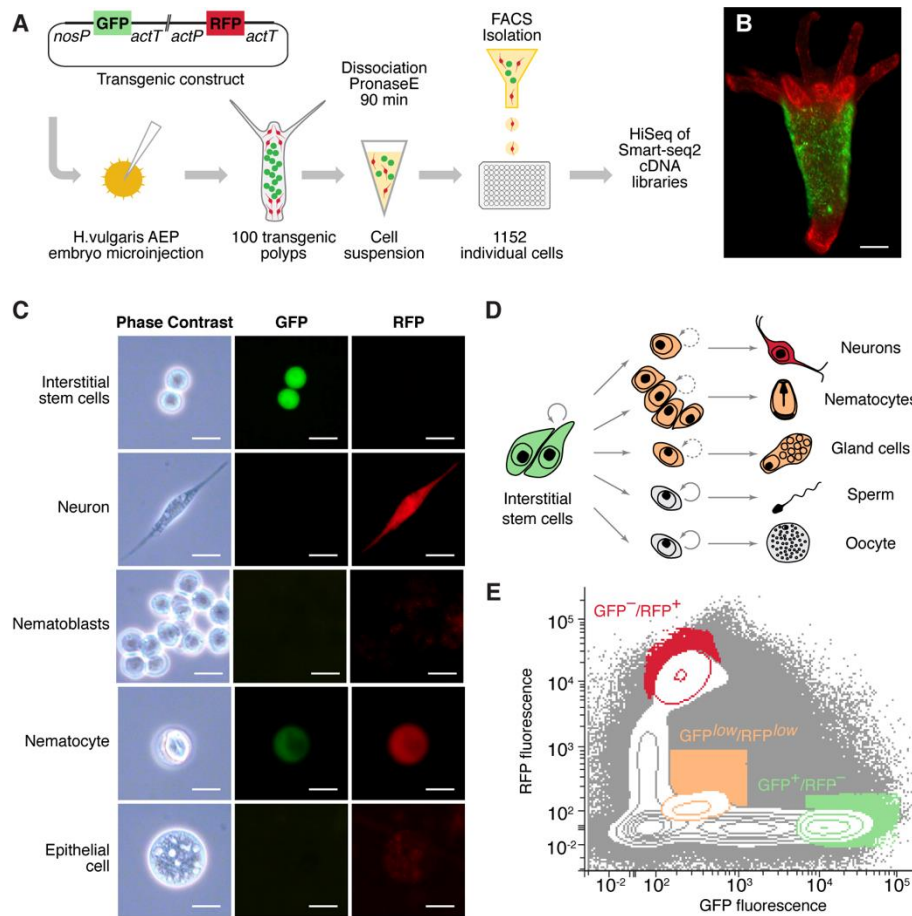 A
nosP GFP actT actP RFP actT
Transgenic construct
Dissociation
PronaseE
90 min
FACS
Isolation
HiSeq of
Smart-seq2
cDNA
libraries
H.vulgaris AEP
embryo microinjection
100 transgenic
polyps
Cell
suspension
1152
individual cells
B
C
Phase Contrast GFP RFP
Interstitial
stem cells
Neuron
Nematoblasts
Nematocyte
Epithelial
cell
D
Interstitial
stem cells
Neurons
Nematocytes
Gland cells
Sperm
Oocyte
E
RFP fluorescence
10⁵
10⁴
10³
10²
10⁻²
GFP⁻/RFP⁺
GFPˡᵒʷ/RFPˡᵒʷ
GFP⁺/RFP⁻
10⁻² 10² 10³ 10⁴ 10⁵
GFP fluorescence